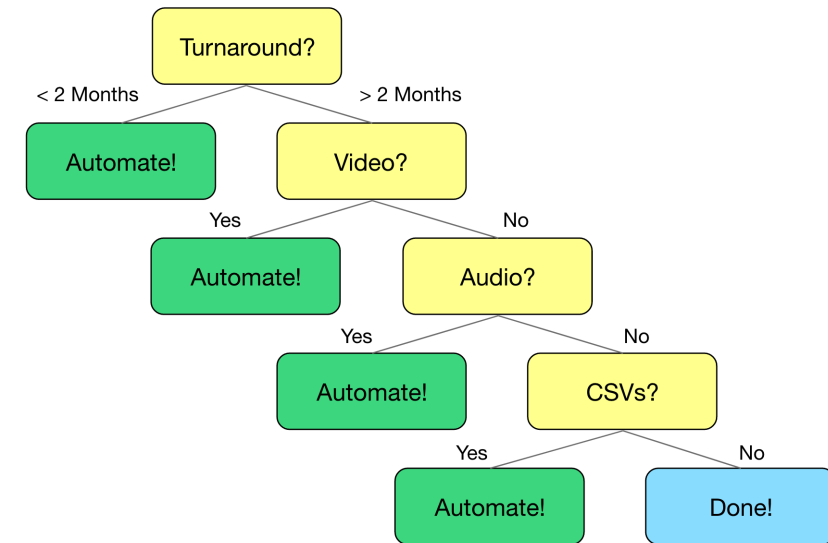 Turnaround?
< 2 Months
> 2 Months
Automate!
Video?
Yes
No
Automate!
Audio?
Yes
No
Automate!
CSVs?
Yes
No
Automate!
Done!